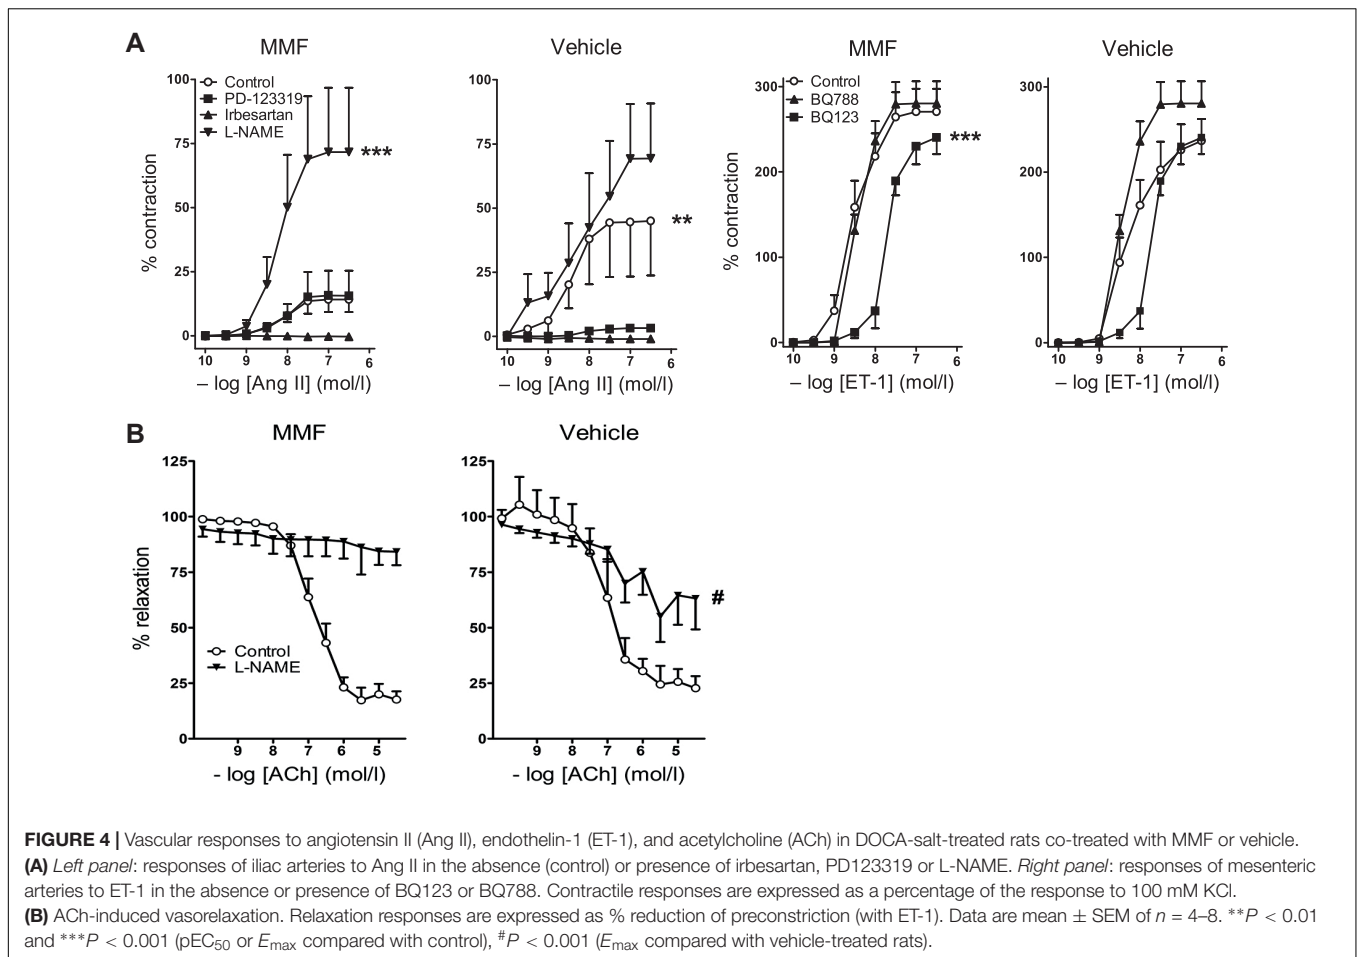 A
MMF
Vehicle
MMF
Vehicle
100
75
50
25
0
% contraction
Control
PD-123319
Irbesartan
L-NAME
***
10 9 8 7 6
– log [Ang II] (mol/l)
100
75
50
25
0
**
10 9 8 7 6
– log [Ang II] (mol/l)
300
200
100
0
% contraction
Control
BQ788
BQ123
***
10 9 8 7 6
– log [ET-1] (mol/l)
300
200
100
0
10 9 8 7 6
– log [ET-1] (mol/l)
B
MMF
Vehicle
125
100
75
50
25
0
% relaxation
Control
L-NAME
9 8 7 6 5
- log [ACh] (mol/l)
125
100
75
50
25
0
#
9 8 7 6 5
- log [ACh] (mol/l)
FIGURE 4 | Vascular responses to angiotensin II (Ang II), endothelin-1 (ET-1), and acetylcholine (ACh) in DOCA-salt-treated rats co-treated with MMF or vehicle.
(A) Left panel: responses of iliac arteries to Ang II in the absence (control) or presence of irbesartan, PD123319 or L-NAME. Right panel: responses of mesenteric
arteries to ET-1 in the absence or presence of BQ123 or BQ788. Contractile responses are expressed as a percentage of the response to 100 mM KCl.
(B) ACh-induced vasorelaxation. Relaxation responses are expressed as % reduction of preconstriction (with ET-1). Data are mean ± SEM of n = 4–8. **P < 0.01
and ***P < 0.001 (pEC50 or Emax compared with control), #P < 0.001 (Emax compared with vehicle-treated rats).